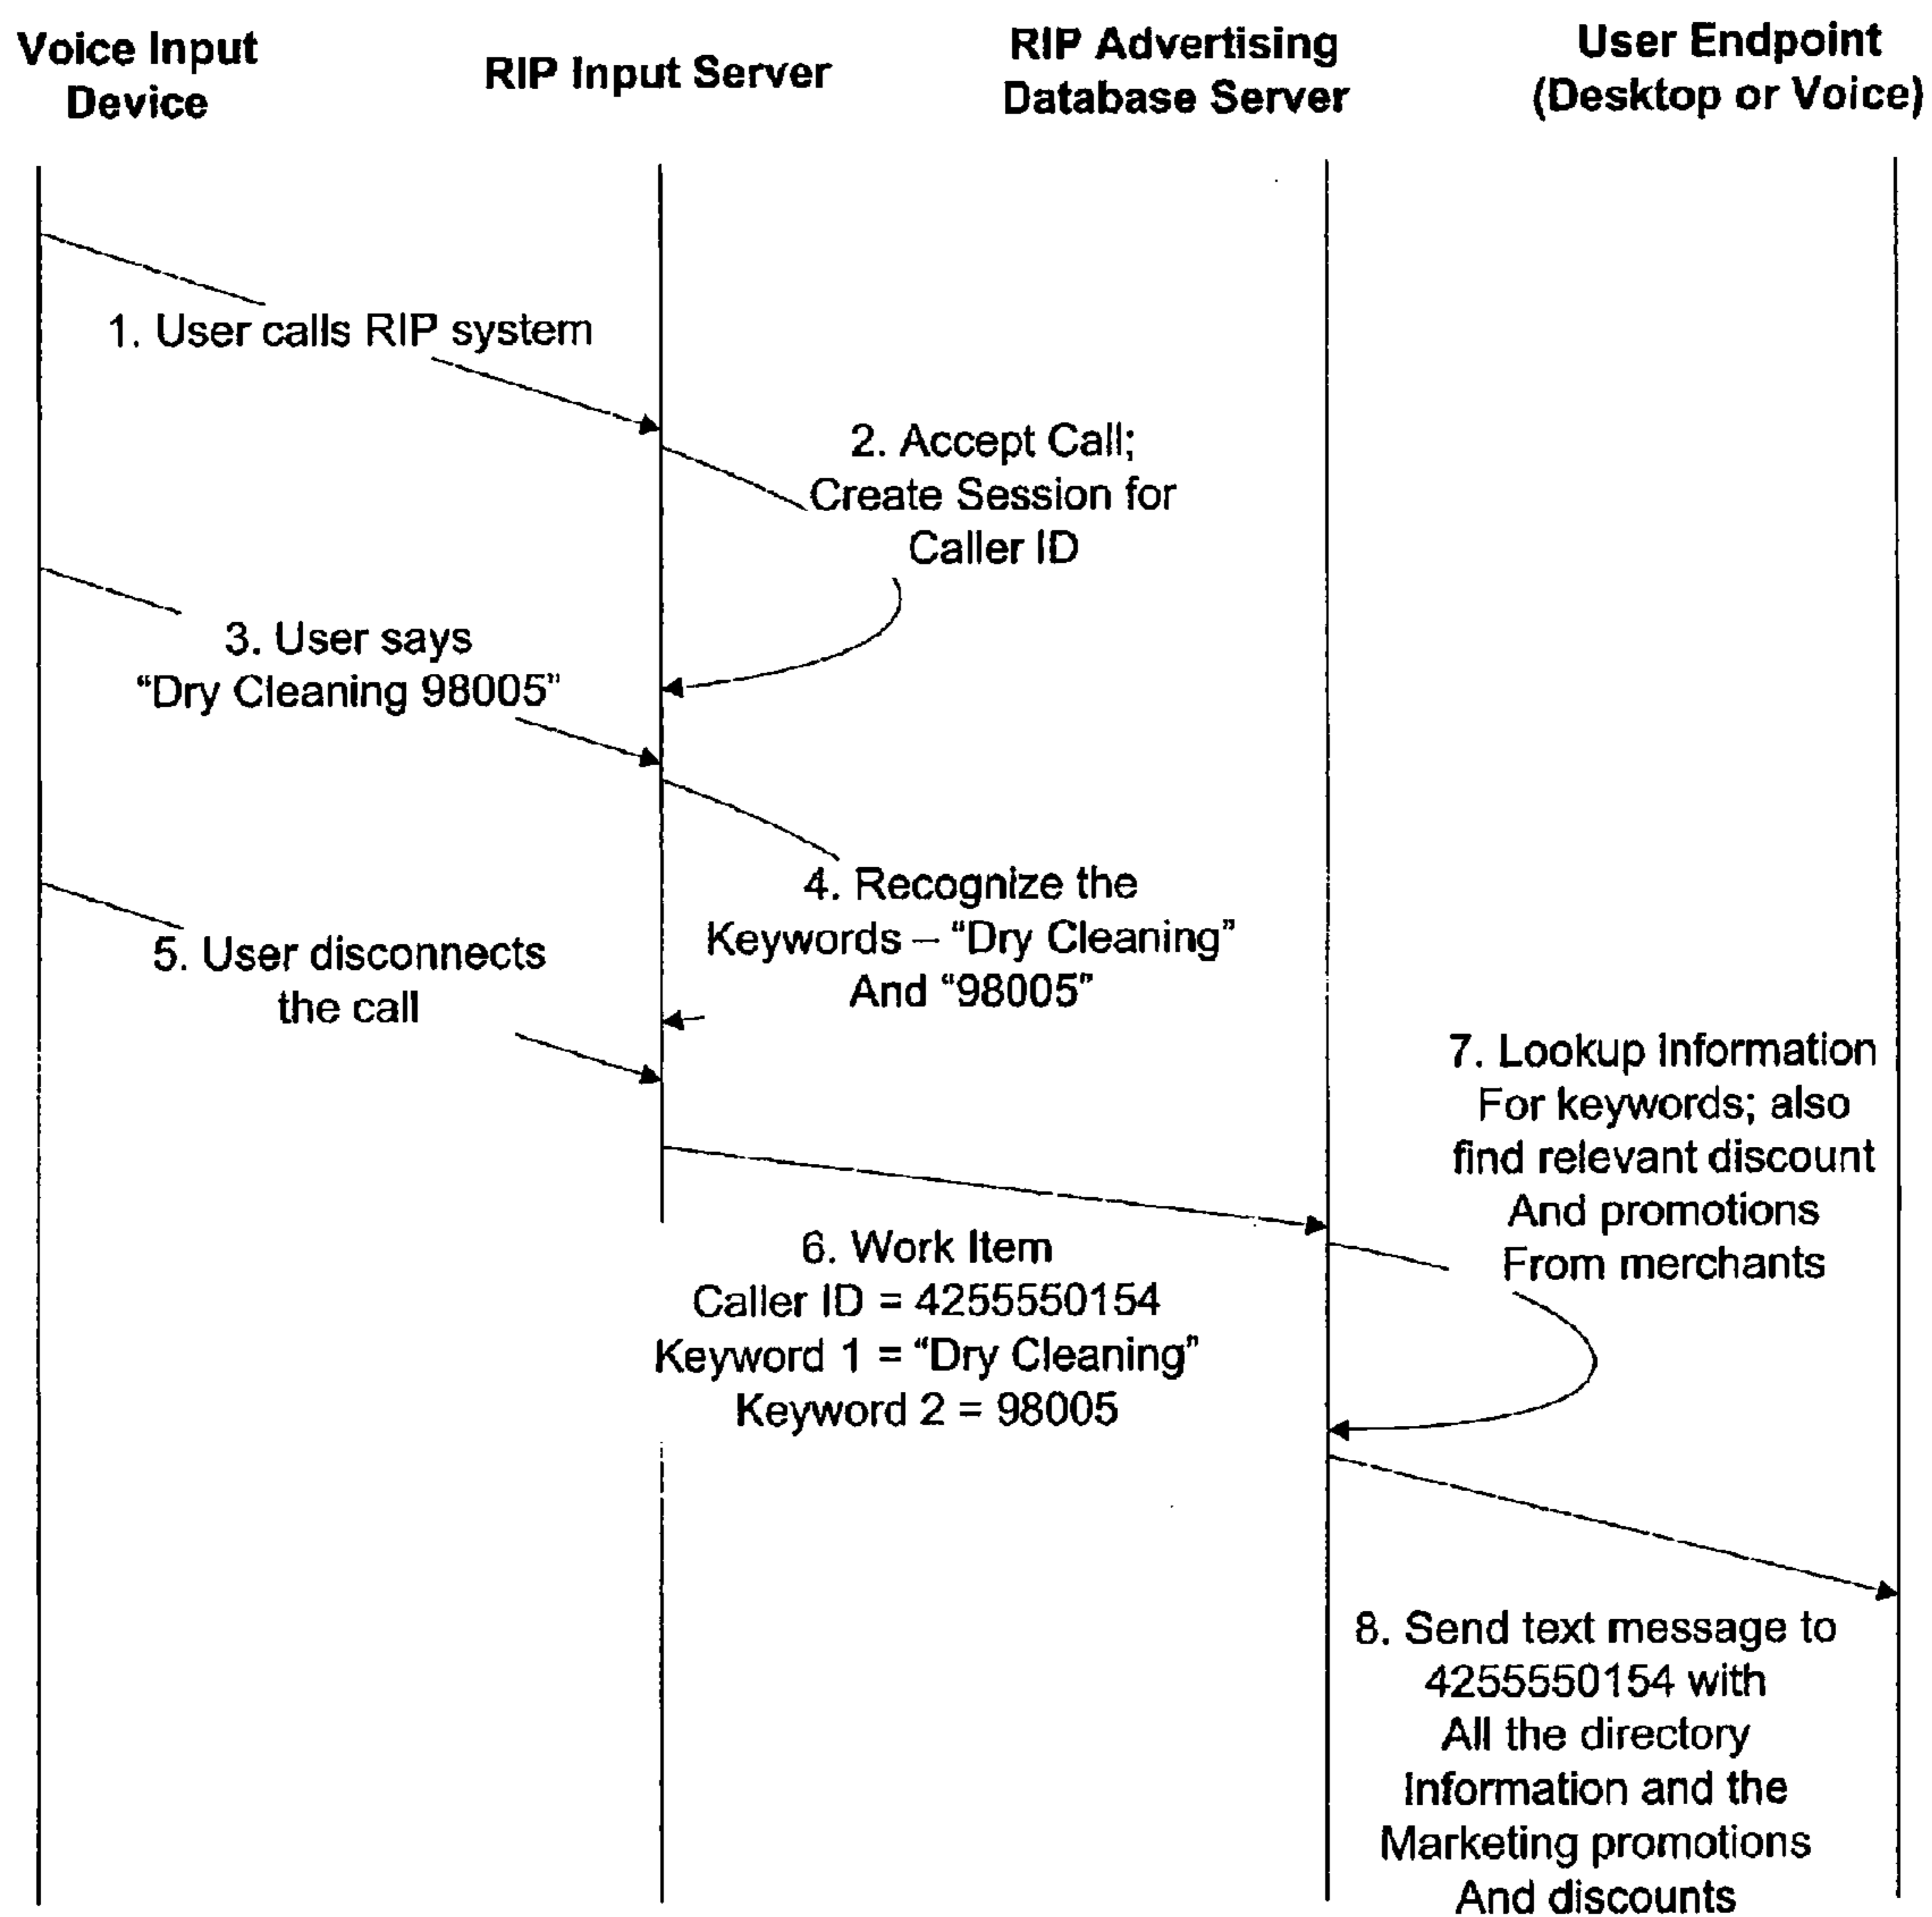 Voice Input
Device
RIP Input Server
RIP Advertising
Database Server
User Endpoint
(Desktop or Voice)
1. User calls RIP system
2. Accept Call;
Create Session for
Caller ID
3. User says
“Dry Cleaning 98005”
4. Recognize the
Keywords – “Dry Cleaning”
And “98005”
5. User disconnects
the call
6. Work Item
Caller ID = 4255550154
Keyword 1 = “Dry Cleaning”
Keyword 2 = 98005
7. Lookup Information
For keywords; also
find relevant discount
And promotions
From merchants
8. Send text message to
4255550154 with
All the directory
Information and the
Marketing promotions
And discounts